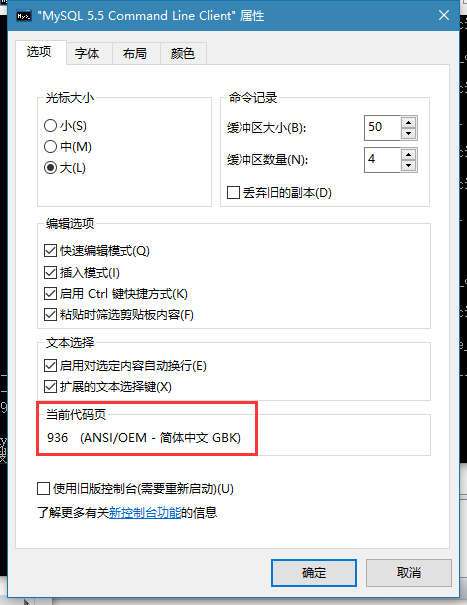 "MySQL 5.5 Command Line Client" 属性
选项 字体 布局 颜色
光标大小
小(S)
中(M)
大(L)
命令记录
缓冲区大小(B): 50
缓冲区数量(N): 4
丢弃旧的副本(D)
编辑选项
快速编辑模式(Q)
插入模式(I)
启用 Ctrl 键快捷方式(K)
粘贴时筛选剪贴板内容(F)
文本选择
启用对选定内容自动换行(E)
扩展的文本选择键(X)
当前代码页
936 (ANSI/OEM - 简体中文 GBK)
使用旧版控制台(需要重新启动)(U)
了解更多有关新控制台功能的信息
确定 取消